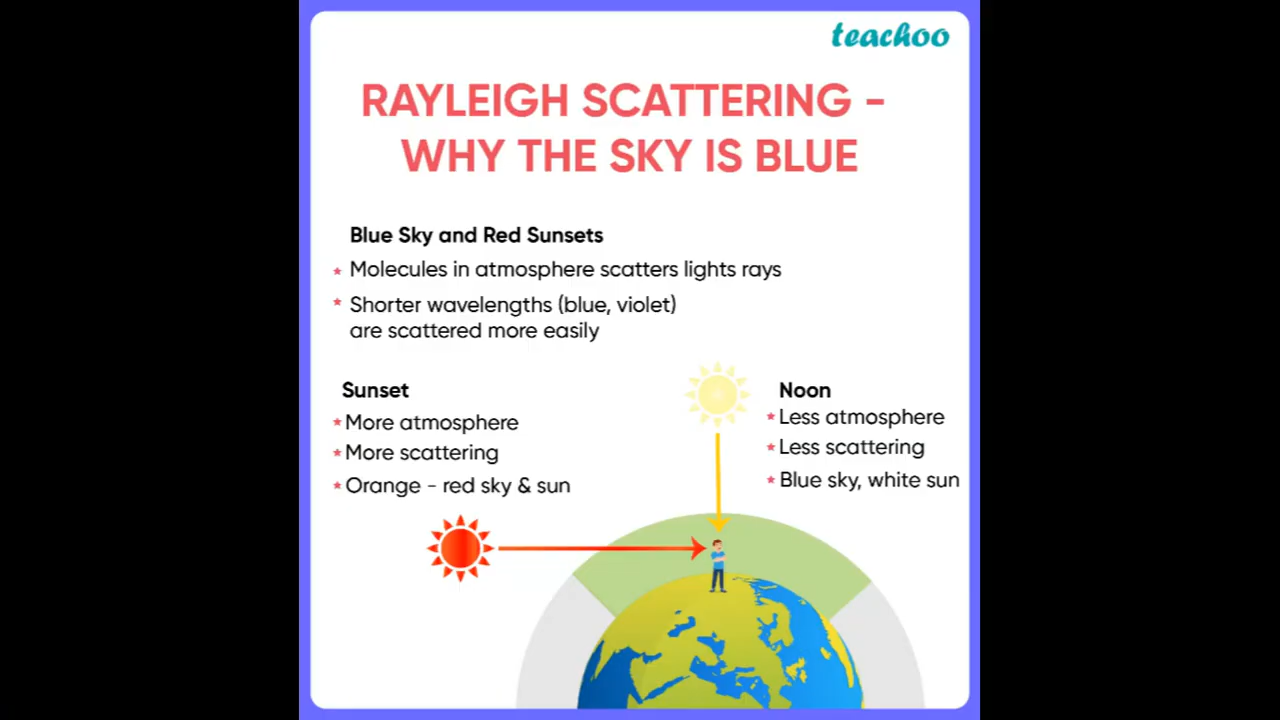 teachoo
RAYLEIGH SCATTERING -
WHY THE SKY IS BLUE
Blue Sky and Red Sunsets
★ Molecules in atmosphere scatters lights rays
★ Shorter wavelengths (blue, violet)
are scattered more easily
Sunset
★ More atmosphere
★ More scattering
★ Orange - red sky & sun
Noon
★ Less atmosphere
★ Less scattering
★ Blue sky, white sun